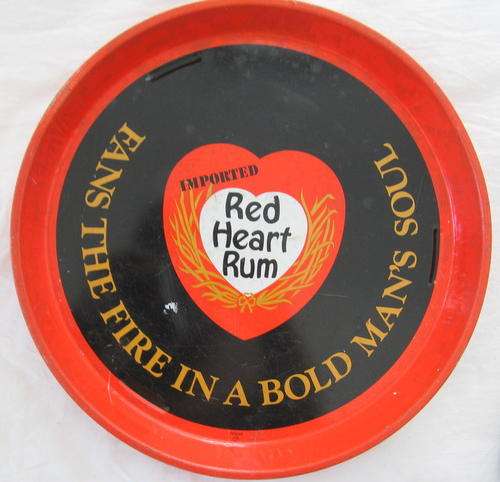 IMPORTED
Red
Heart
Rum
FANS THE FIRE IN A BOLD MAN'S SOUL